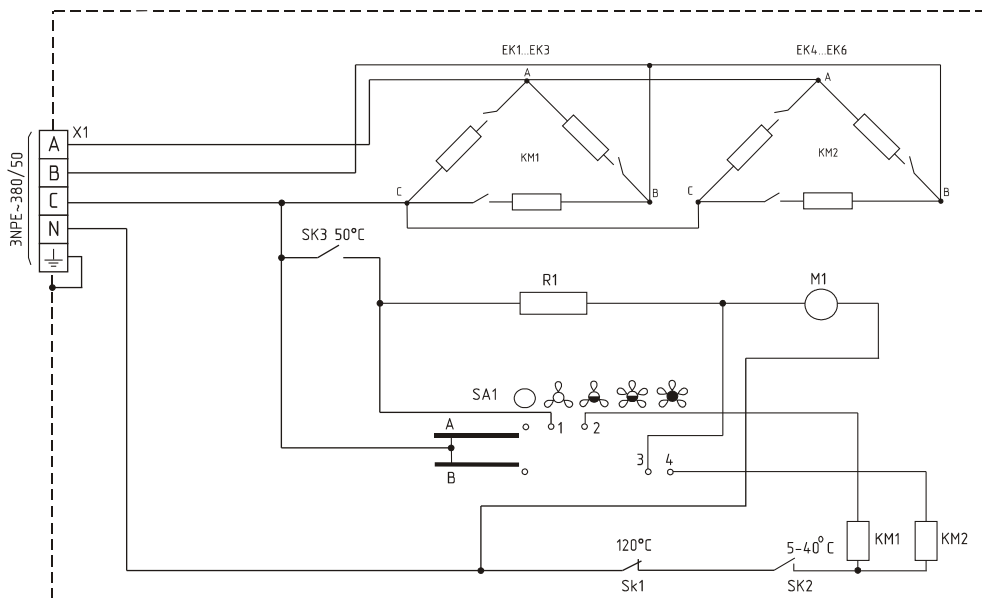 EK1...EK3
EK4...EK6
A
A
X1
A
B
C
N
3NPE~380/50
KM1
KM2
C
B
C
B
SK3 50°C
R1
M1
SA1
A
1
2
3
4
B
120°C
5-40°C
KM1
KM2
Sk1
SK2